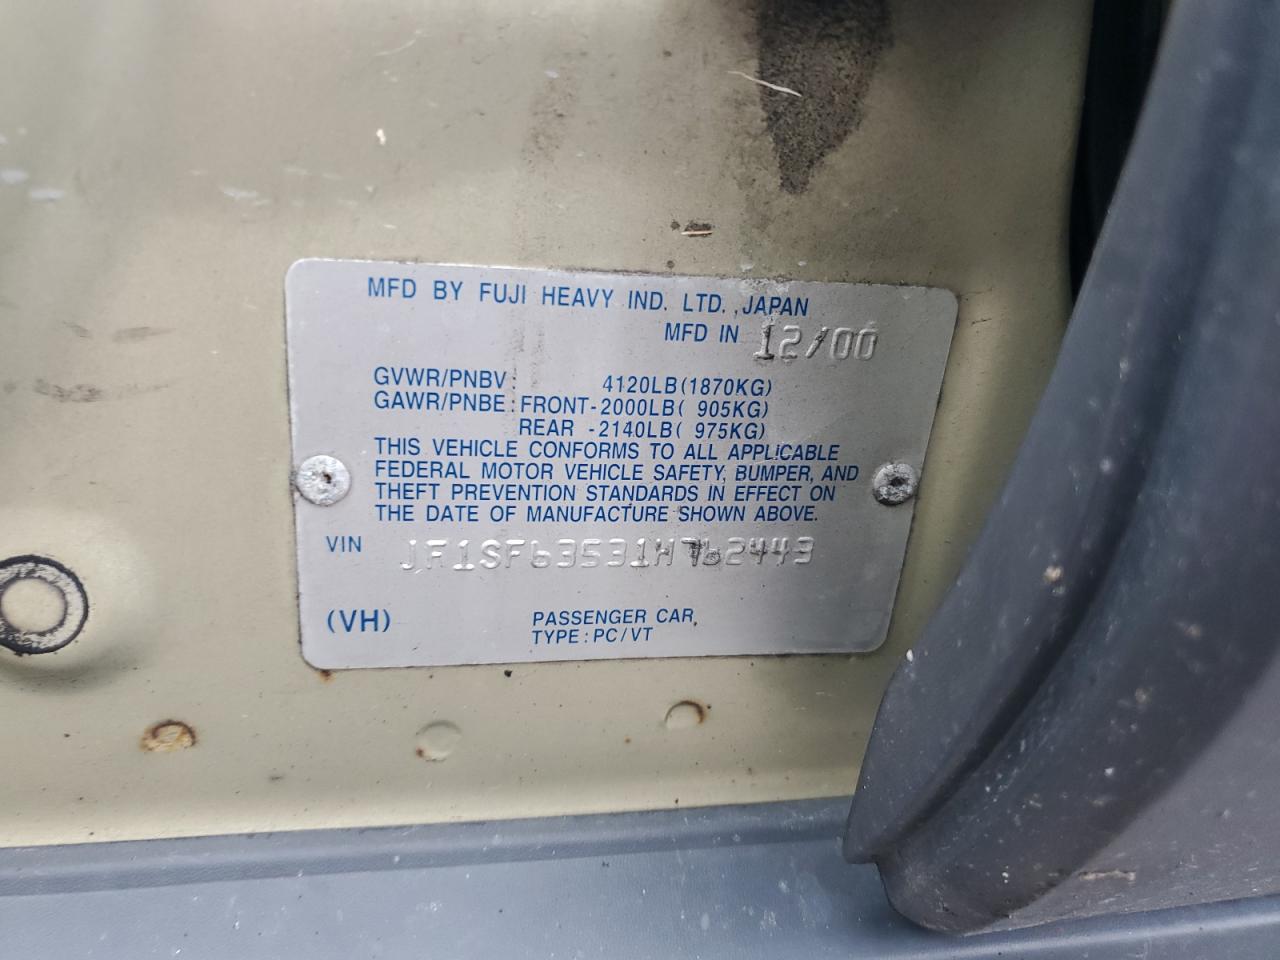 MFD BY FUJI HEAVY IND. LTD., JAPAN
MFD IN 12/00
GVWR/PNBV: 4120LB(1870KG)
GAWR/PNBE: FRONT-2000LB( 905KG)
REAR -2140LB( 975KG)
THIS VEHICLE CONFORMS TO ALL APPLICABLE
FEDERAL MOTOR VEHICLE SAFETY, BUMPER, AND
THEFT PREVENTION STANDARDS IN EFFECT ON
THE DATE OF MANUFACTURE SHOWN ABOVE.
VIN JF1SF63531H762443
(VH) PASSENGER CAR,
TYPE: PC/VT